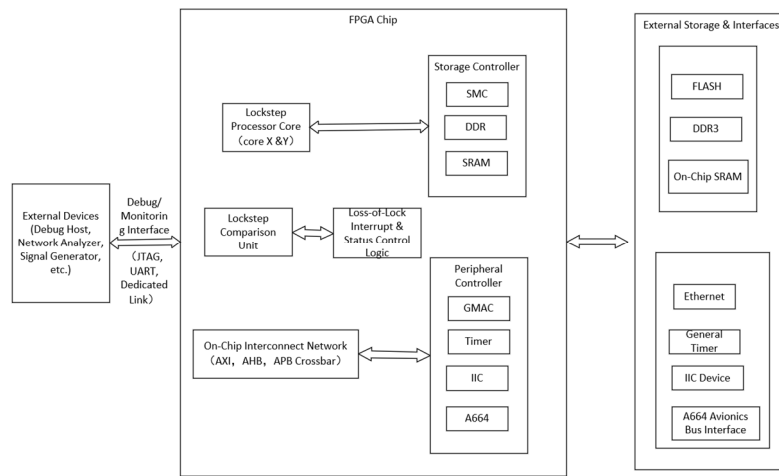 FPGA Chip
External Storage & Interfaces
Storage Controller
SMC
DDR
SRAM
Lockstep
Processor Core
（core X &Y）
FLASH
DDR3
On-Chip SRAM
External Devices
(Debug Host,
Network Analyzer,
Signal Generator,
etc.)
Debug/
Monitorin
g Interface
（JTAG,
UART,
Dedicated
Link）
Lockstep
Comparison
Unit
Loss-of-Lock
Interrupt &
Status Control
Logic
Peripheral
Controller
GMAC
Timer
IIC
A664
On-Chip Interconnect Network
（AXI，AHB，APB Crossbar）
Ethernet
General
Timer
IIC Device
A664 Avionics
Bus Interface